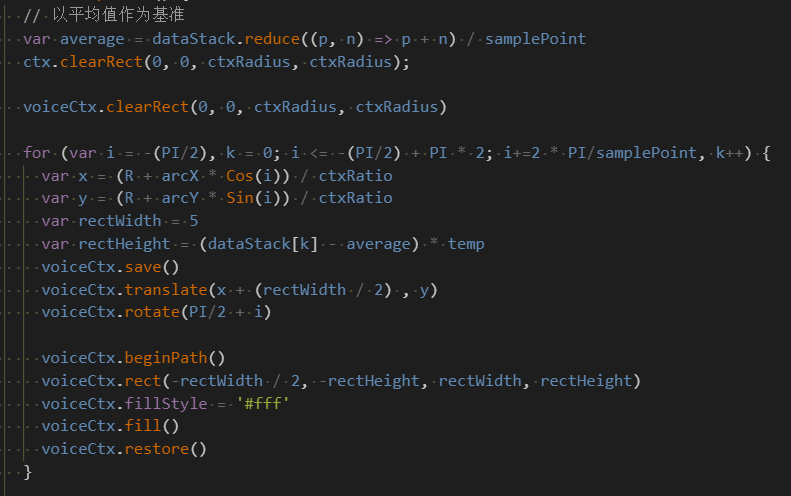 // 以平均值作为基准
var average = dataStack.reduce((p, n) => p + n) / samplePoint
ctx.clearRect(0, 0, ctxRadius, ctxRadius);
voiceCtx.clearRect(0, 0, ctxRadius, ctxRadius)
for (var i = -(PI/2), k = 0; i <= -(PI/2) + PI * 2; i+=2 * PI/samplePoint, k++) {
var x = (R + arcX * Cos(i)) / ctxRatio
var y = (R + arcY * Sin(i)) / ctxRatio
var rectWidth = 5
var rectHeight = (dataStack[k] - average) * temp
voiceCtx.save()
voiceCtx.translate(x + (rectWidth / 2) , y)
voiceCtx.rotate(PI/2 + i)
voiceCtx.beginPath()
voiceCtx.rect(-rectWidth / 2, -rectHeight, rectWidth, rectHeight)
voiceCtx.fillStyle = '#fff'
voiceCtx.fill()
voiceCtx.restore()
}